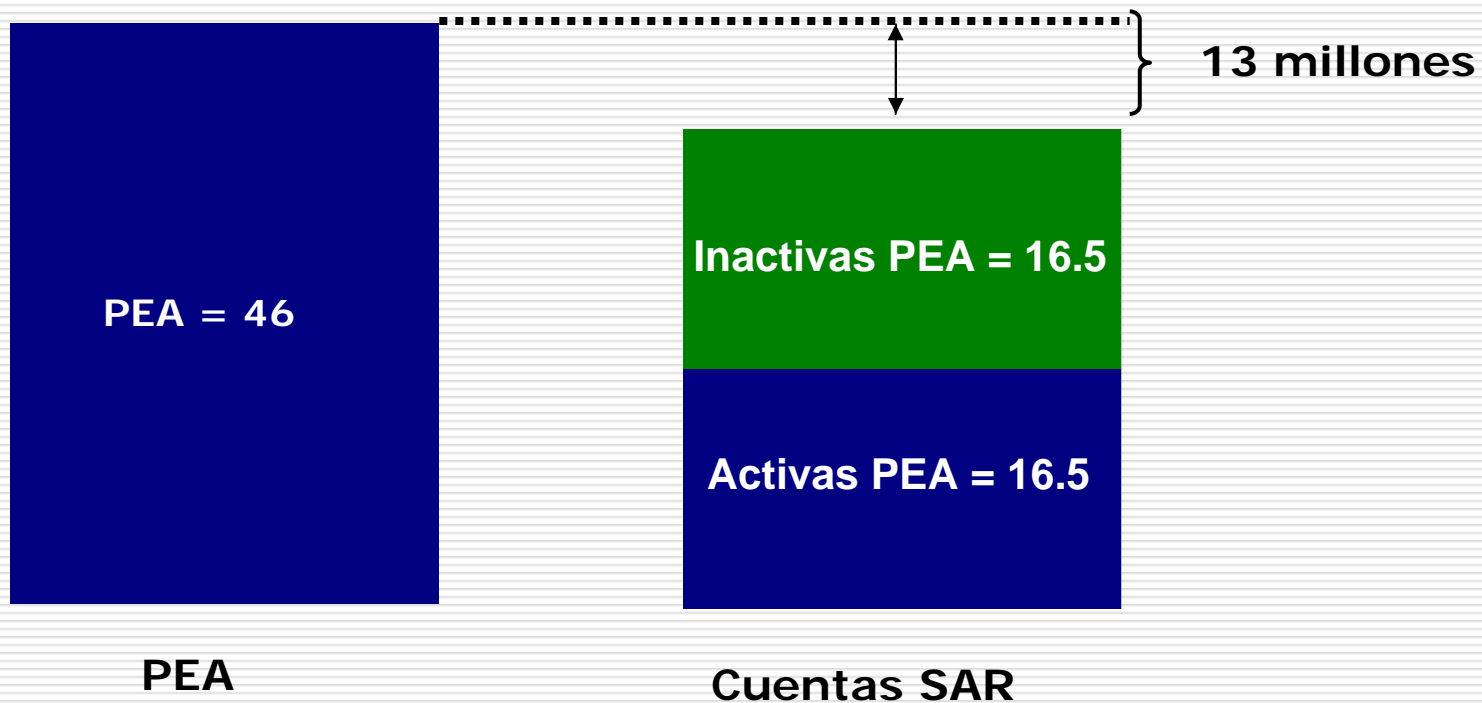 13 millones
Inactivas PEA = 16.5
PEA = 46
Activas PEA = 16.5
PEA
Cuentas SAR